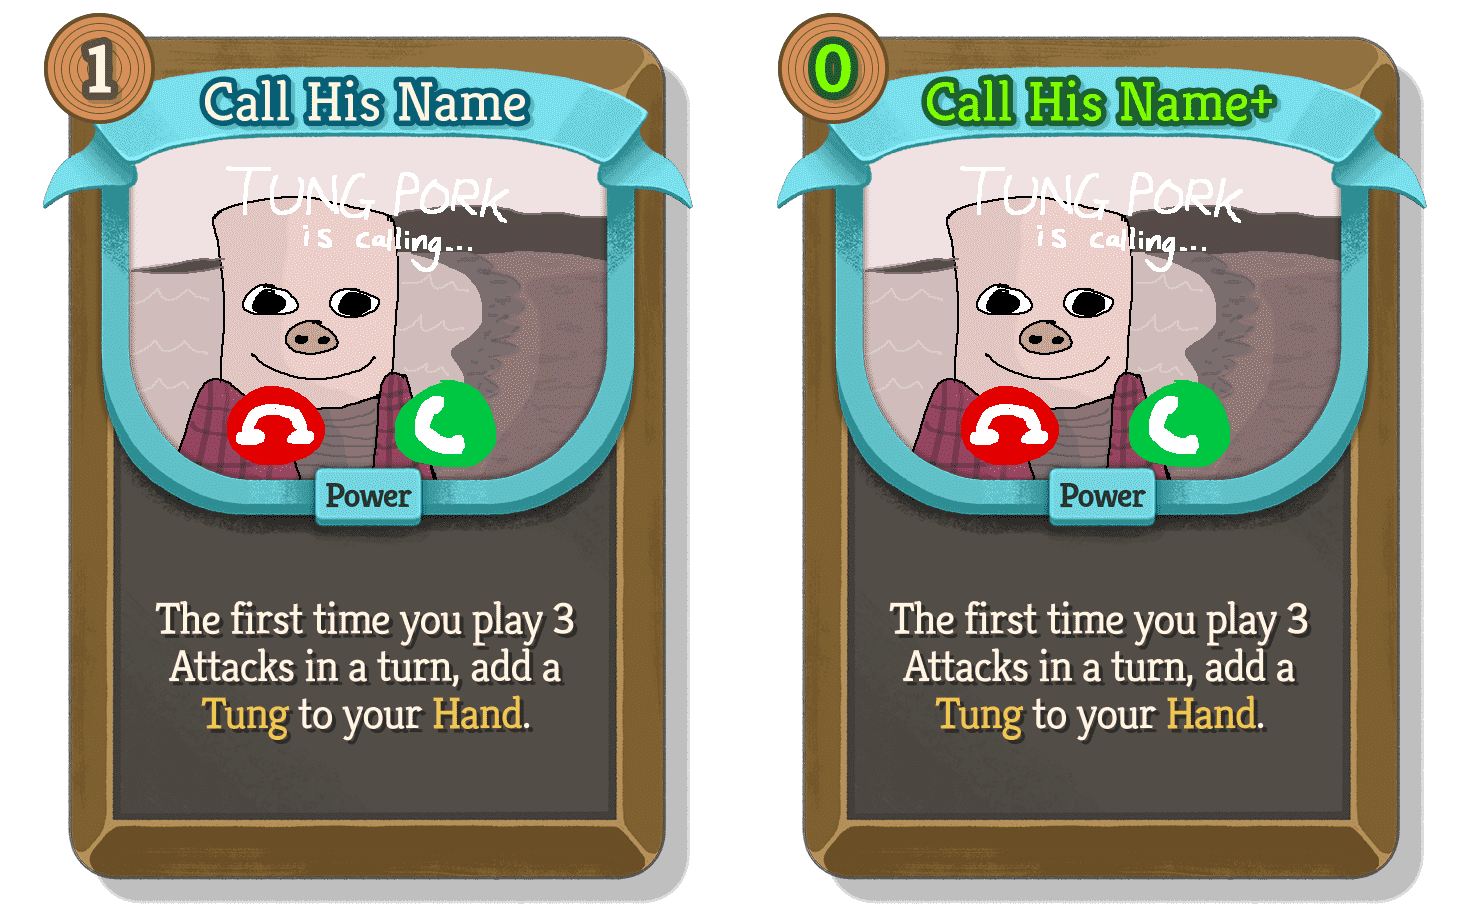 1
Call His Name
TUNG PORK
is calling...
Power
The first time you play 3
Attacks in a turn, add a
Tung to your Hand.
0
Call His Name+
TUNG PORK
is calling...
Power
The first time you play 3
Attacks in a turn, add a
Tung to your Hand.